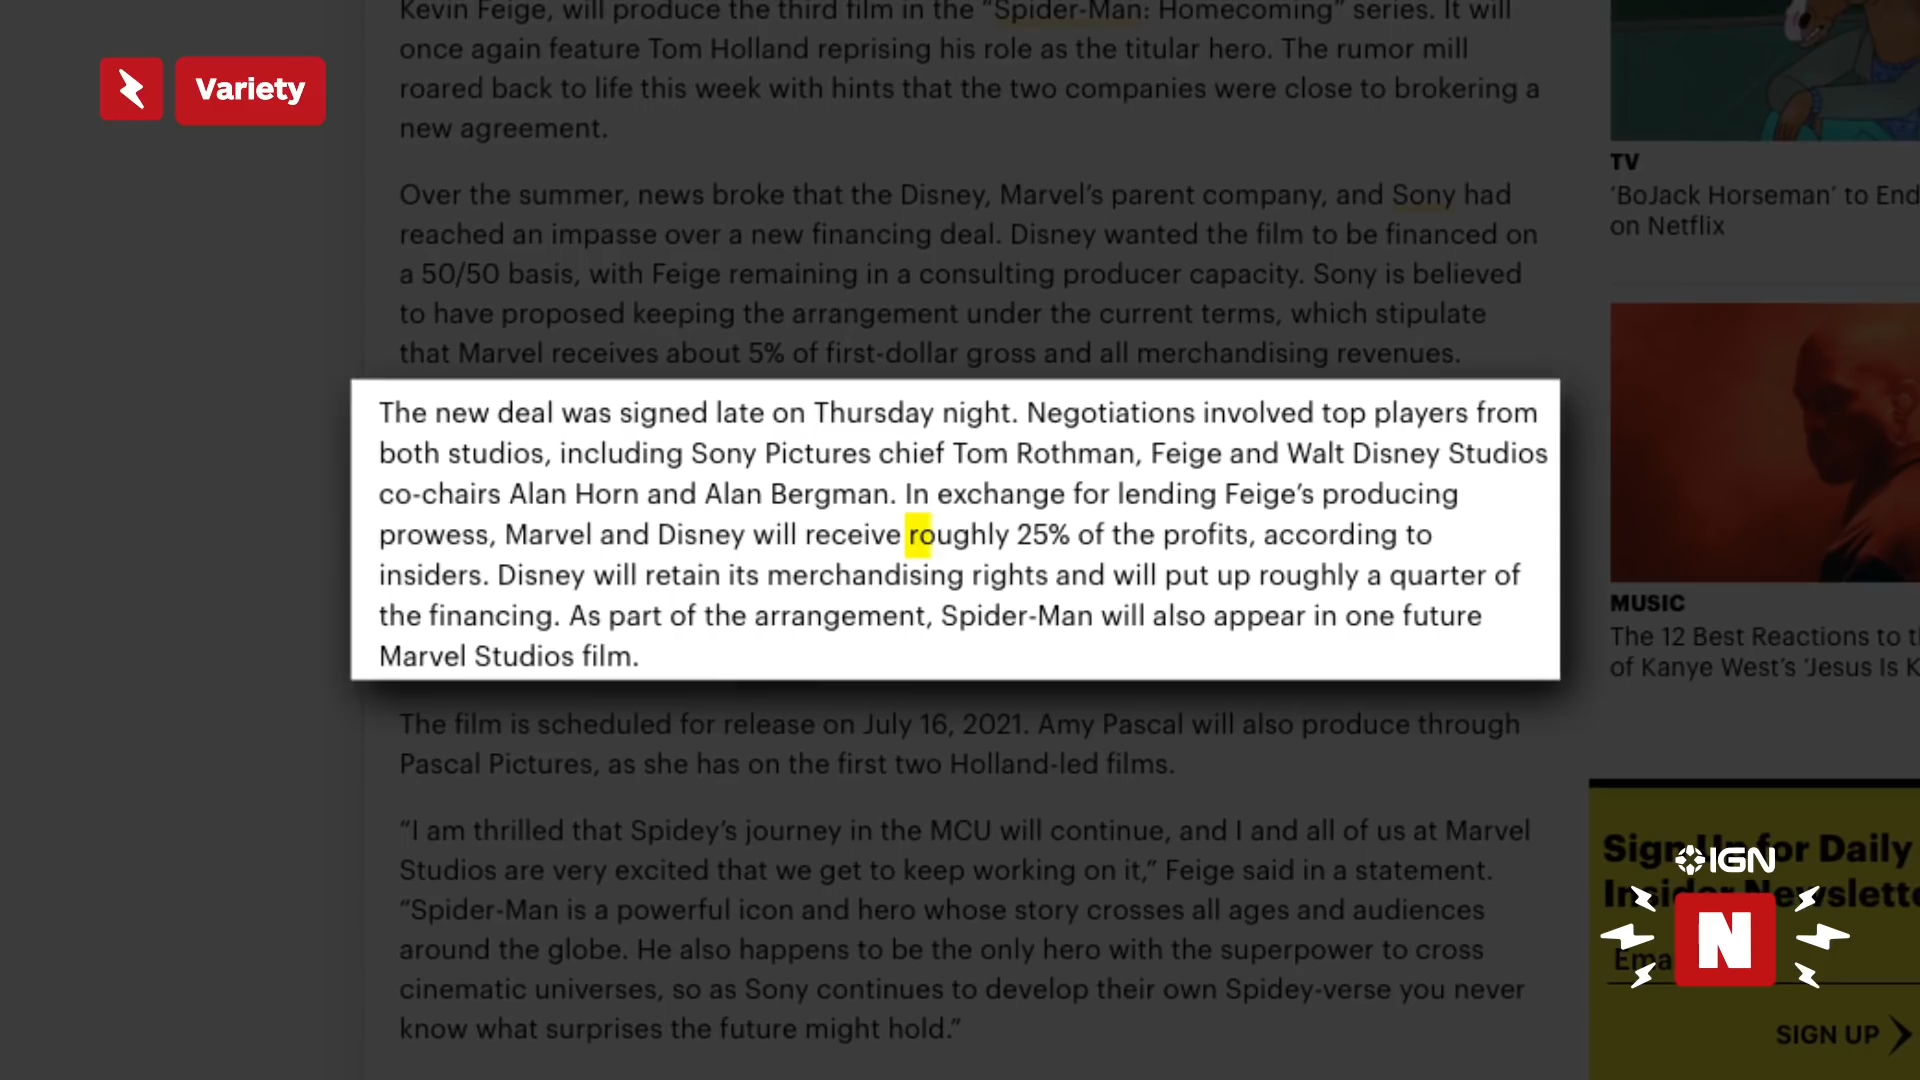 Variety
Kevin Feige, will produce the third film in the “Spider-Man: Homecoming” series. It will
once again feature Tom Holland reprising his role as the titular hero. The rumor mill
roared back to life this week with hints that the two companies were close to brokering a
new agreement.
Over the summer, news broke that the Disney, Marvel’s parent company, and Sony had
reached an impasse over a new financing deal. Disney wanted the film to be financed on
a 50/50 basis, with Feige remaining in a consulting producer capacity. Sony is believed
to have proposed keeping the arrangement under the current terms, which stipulate
that Marvel receives about 5% of first-dollar gross and all merchandising revenues.
The new deal was signed late on Thursday night. Negotiations involved top players from
both studios, including Sony Pictures chief Tom Rothman, Feige and Walt Disney Studios
co-chairs Alan Horn and Alan Bergman. In exchange for lending Feige’s producing
prowess, Marvel and Disney will receive roughly 25% of the profits, according to
insiders. Disney will retain its merchandising rights and will put up roughly a quarter of
the financing. As part of the arrangement, Spider-Man will also appear in one future
Marvel Studios film.
The film is scheduled for release on July 16, 2021. Amy Pascal will also produce through
Pascal Pictures, as she has on the first two Holland-led films.
“I am thrilled that Spidey’s journey in the MCU will continue, and I and all of us at Marvel
Studios are very excited that we get to keep working on it,” Feige said in a statement.
“Spider-Man is a powerful icon and hero whose story crosses all ages and audiences
around the globe. He also happens to be the only hero with the superpower to cross
cinematic universes, so as Sony continues to develop their own Spidey-verse you never
know what surprises the future might hold.”
TV
‘BoJack Horseman’ to End
on Netflix
MUSIC
The 12 Best Reactions to t
of Kanye West’s ‘Jesus Is K
Sign Up for Daily
Insider Newslette
Ema
SIGN UP
IGN
N